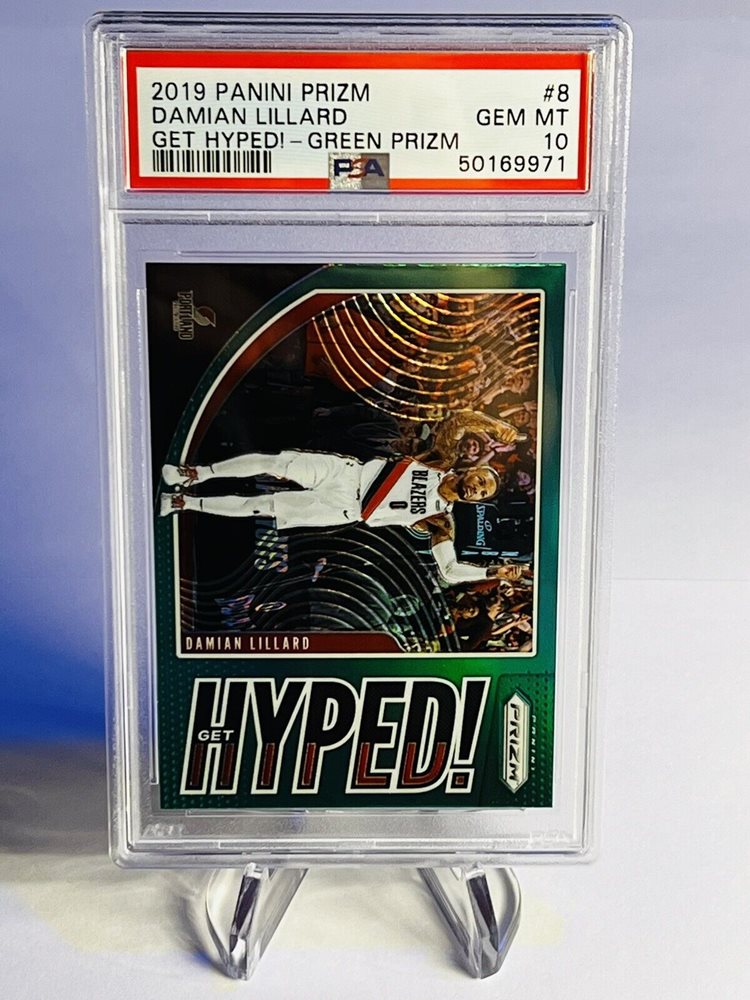 2019 PANINI PRIZM #8
DAMIAN LILLARD GEM MT
GET HYPED! – GREEN PRIZM 10
PSA 50169971
PORTLAND
BLAZERS
0
SPALDING
DAMIAN LILLARD
GET HYPED!
PANINI
PRIZM